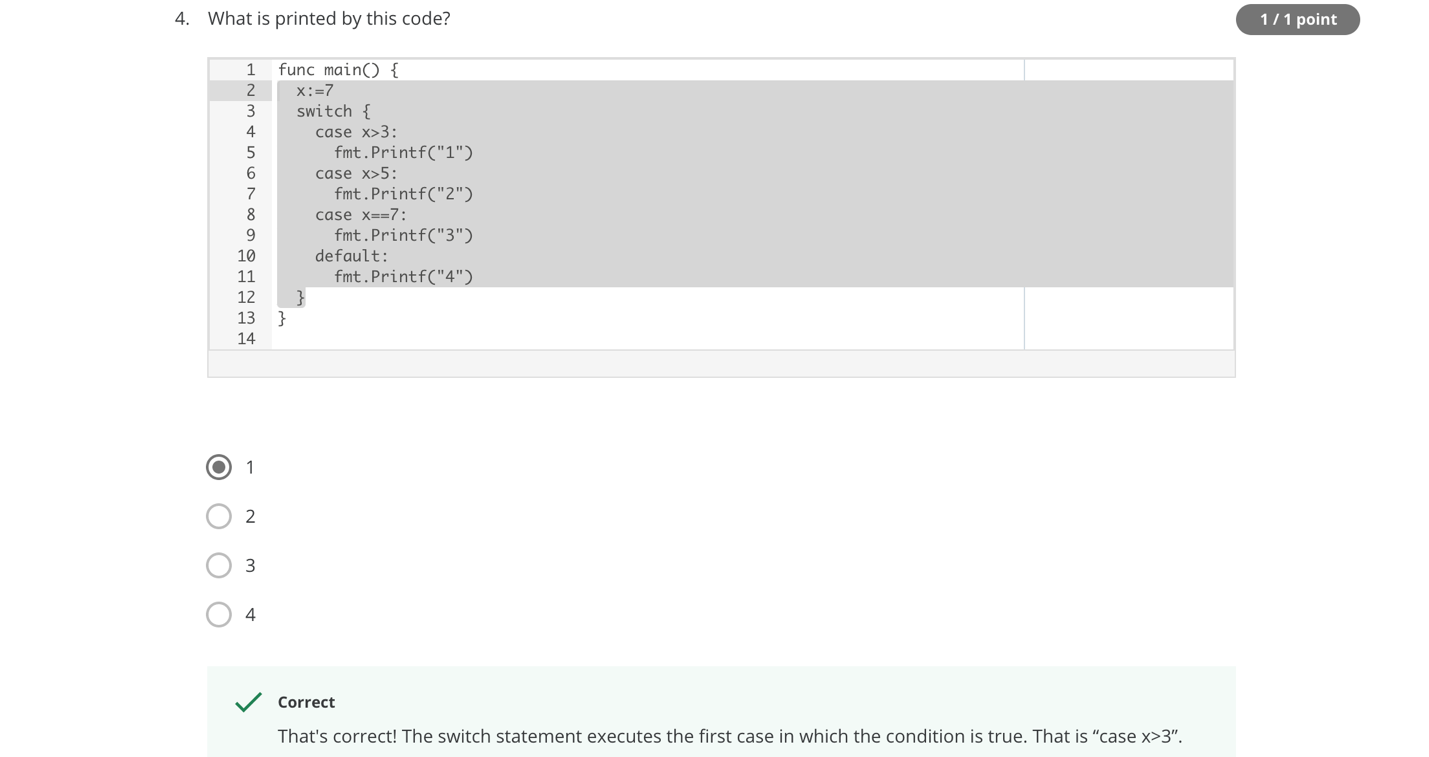 4. What is printed by this code?
1 / 1 point
1 func main() {
2   x:=7
3   switch {
4     case x>3:
5       fmt.Printf("1")
6     case x>5:
7       fmt.Printf("2")
8     case x==7:
9       fmt.Printf("3")
10     default:
11       fmt.Printf("4")
12   }
13 }
14
1
2
3
4
Correct
That's correct! The switch statement executes the first case in which the condition is true. That is “case x>3”.